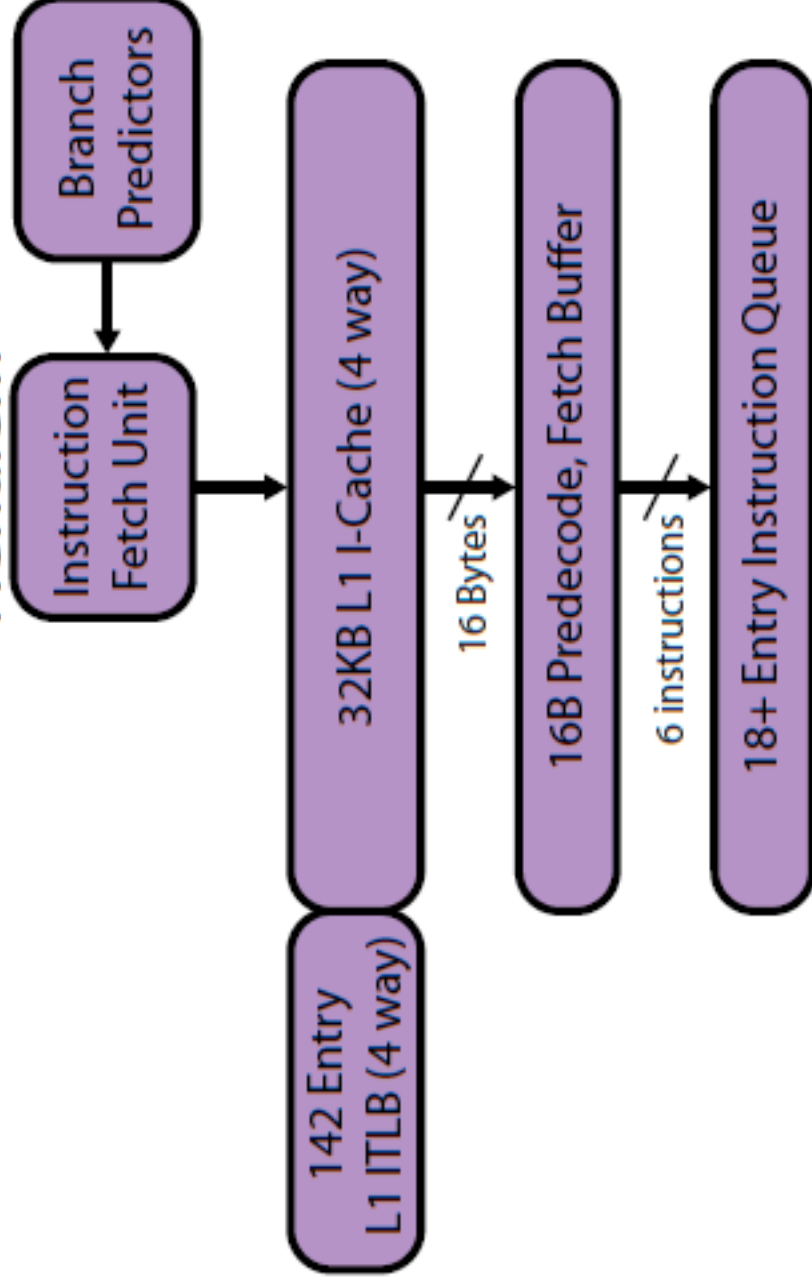 Branch
Predictors
Instruction
Fetch Unit
142 Entry
L1 ITLB (4 way)
32KB L1 I-Cache (4 way)
16 Bytes
16B Predecode, Fetch Buffer
6 instructions
18+ Entry Instruction Queue